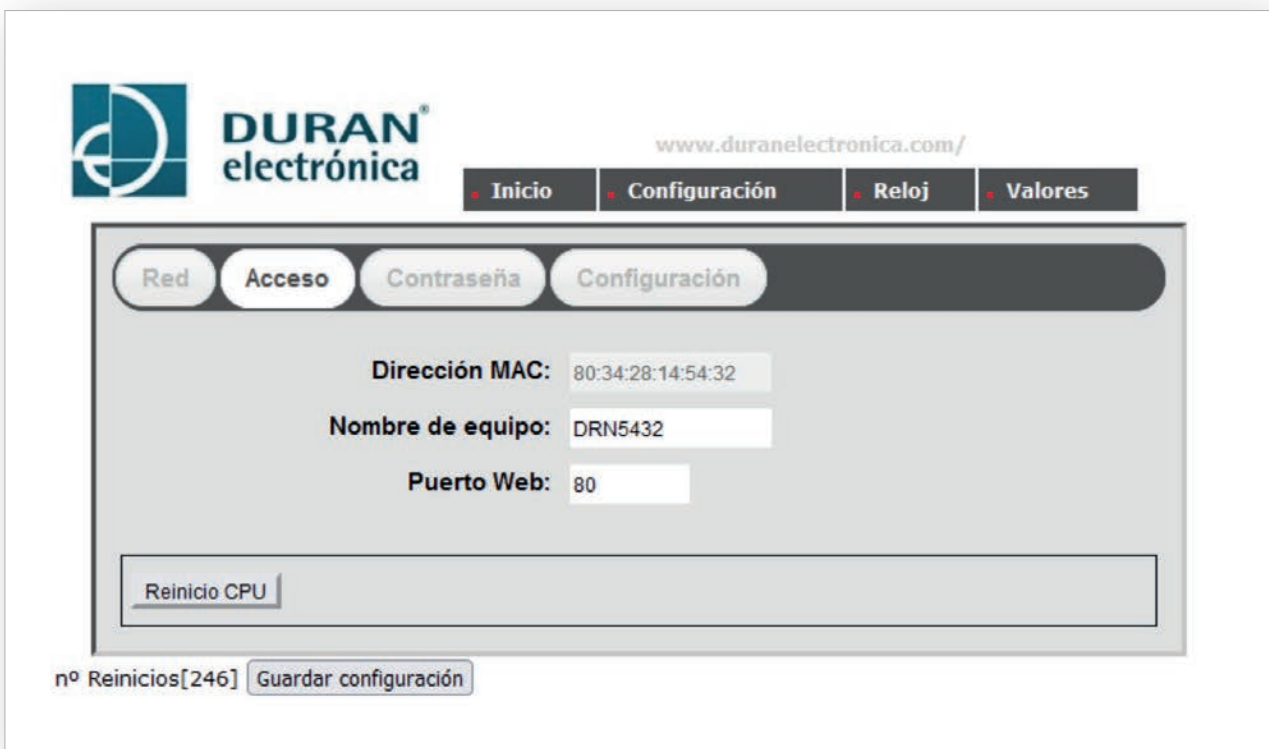 DURAN®
electrónica
www.duranelectronica.com/
Inicio Configuración Reloj Valores
Red Acceso Contraseña Configuración
Dirección MAC: 80:34:28:14:54:32
Nombre de equipo: DRN5432
Puerto Web: 80
Reinicio CPU
nº Reinicios[246] Guardar configuración